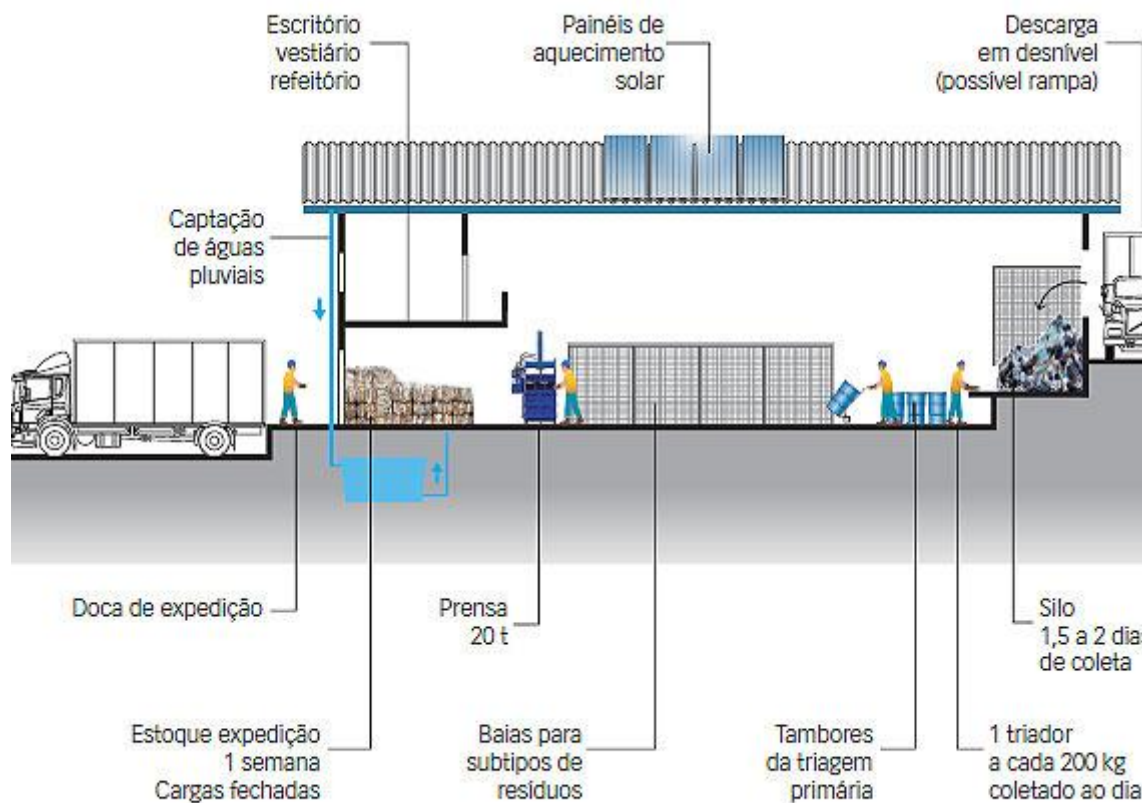 Escritório
vestiário
refeitório
Painéis de
aquecimento
solar
Descarga
em desnível
(possível rampa)
Captação
de águas
pluviais
Doca de expedição
Prensa
20 t
Silo
1,5 a 2 dias
de coleta
Estoque expedição
1 semana
Cargas fechadas
Baias para
subtipos de
resíduos
Tambores
da triagem
primária
1 triador
a cada 200 kg
coletado ao dia